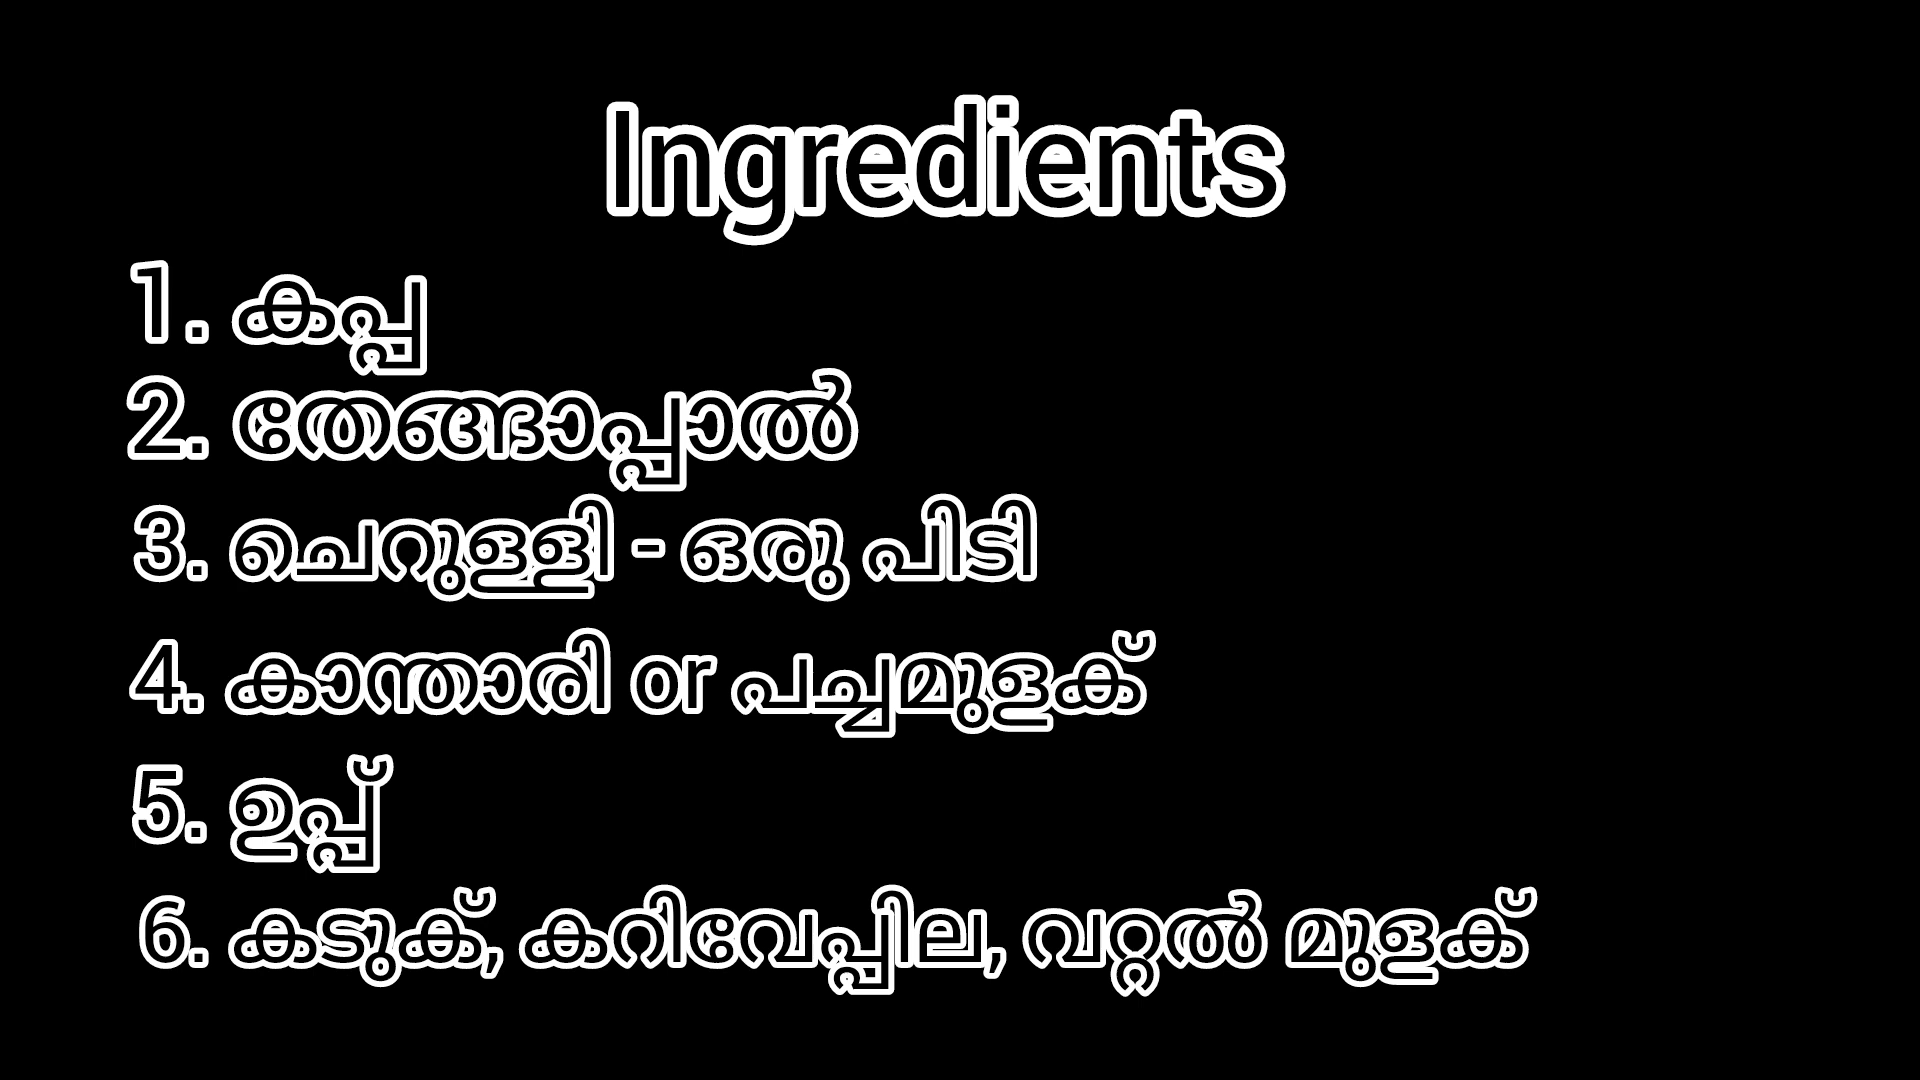 Ingredients
1. കപ്പ
2. തേങ്ങാപ്പാൽ
3. ചെറുള്ളി - ഒരു പിടി
4. കാന്താരി or പച്ചമുളക്
5. ഉപ്പ്
6. കടുക്, കറിവേപ്പില, വറ്റൽ മുളക്